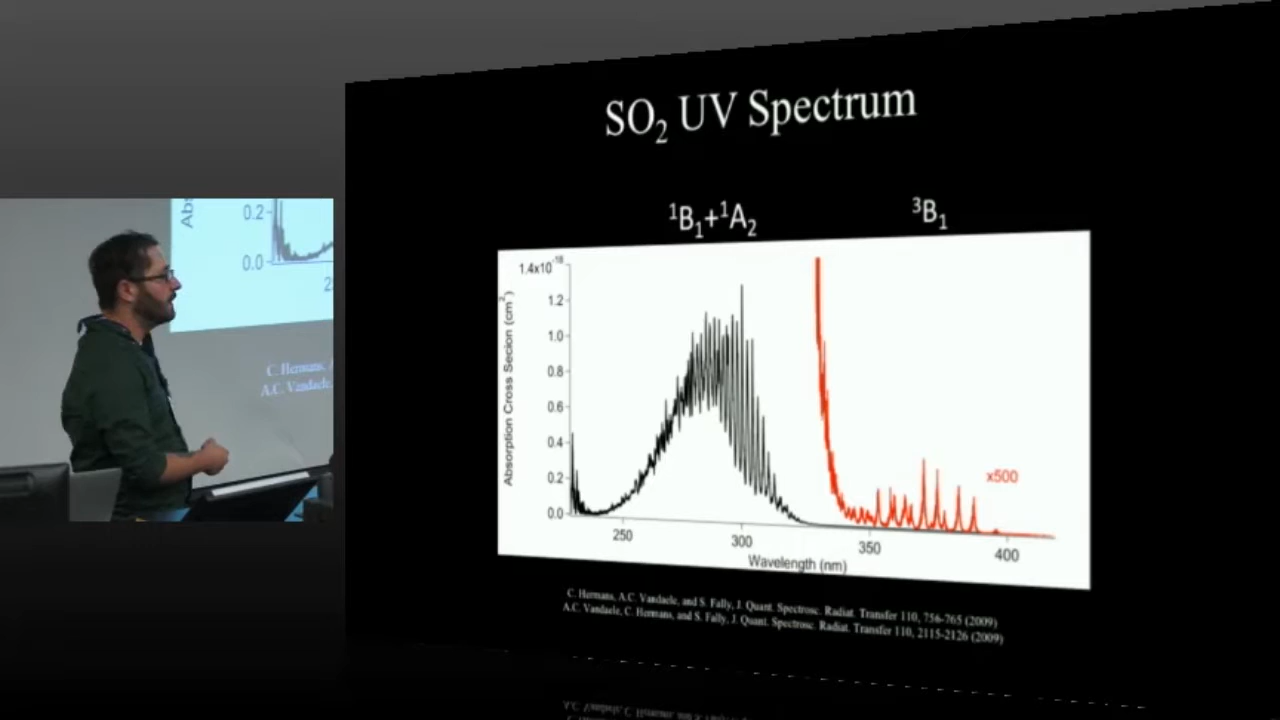 SO₂ UV Spectrum
¹B₁+¹A₂
³B₁
1.4x10⁻¹⁸
1.2
1.0
0.8
0.6
0.4
0.2
0.0
Absorption Cross Secion (cm²)
x500
250
300
350
400
Wavelength (nm)
C. Hermans, A.C. Vandaele, and S. Fally, J. Quant. Spectrosc. Radiat. Transfer 110, 756-765 (2009)
A.C. Vandaele, C. Hermans, and S. Fally, J. Quant. Spectrosc. Radiat. Transfer 110, 2115-2126 (2009)
Abs
0.2
0.0
2
C. Hermans,
A.C. Vandaele,